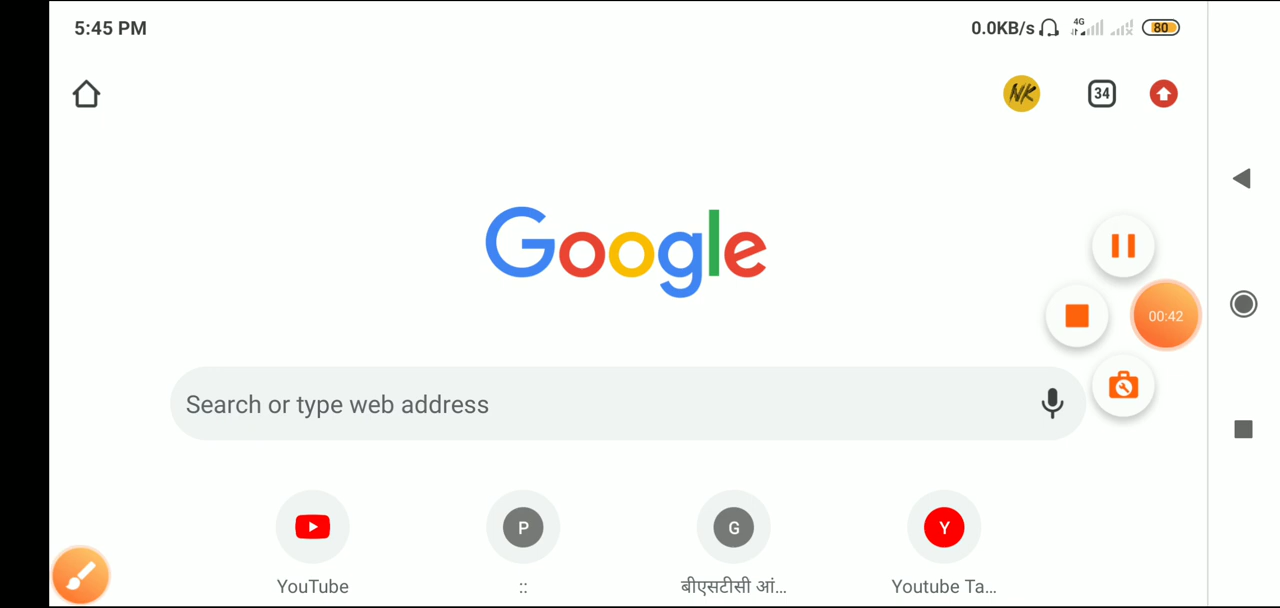 5:45 PM 0.0KB/s 4G 80
NK 34
Google
00:42
Search or type web address
P G Y
YouTube :: बीएसटीसी आं... Youtube Ta...